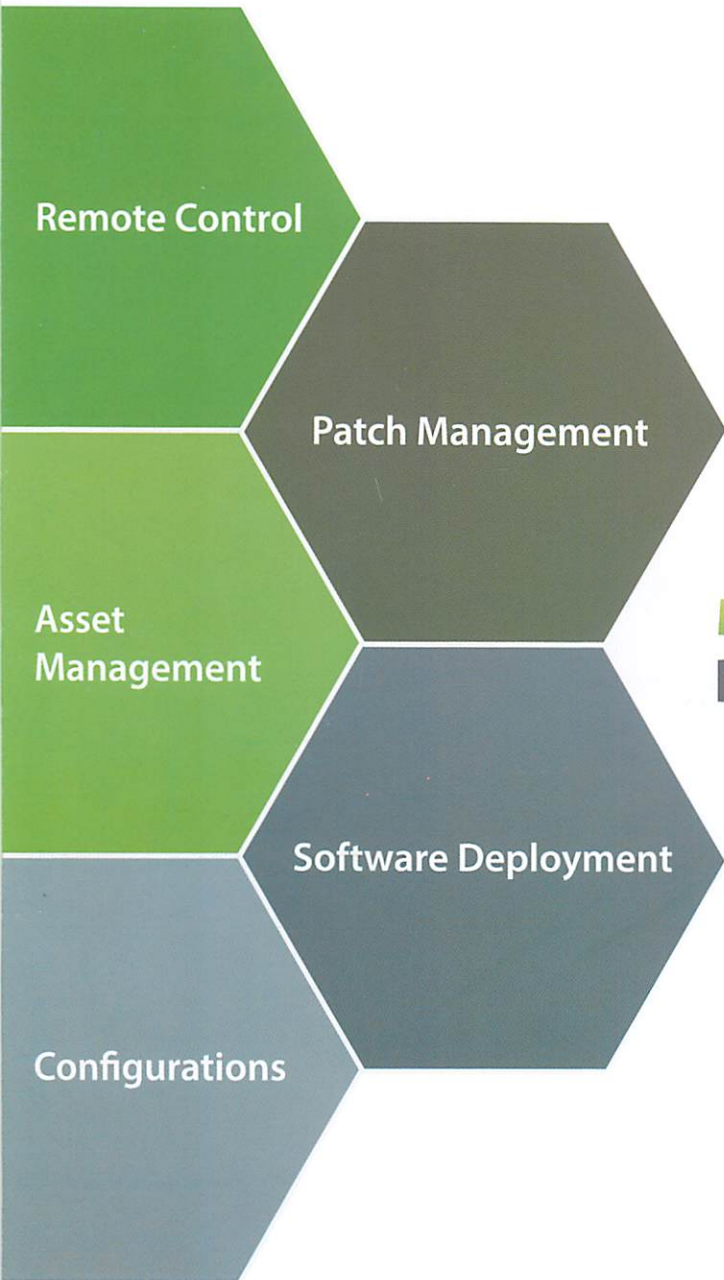 Remote Control
Patch Management
Asset
Management
Software Deployment
Configurations